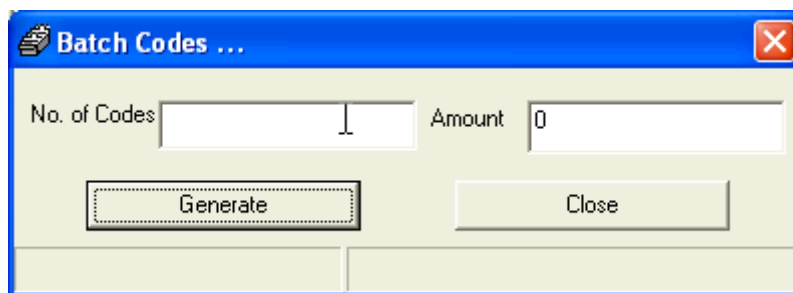 Batch Codes ...
No. of Codes Amount 0
Generate Close